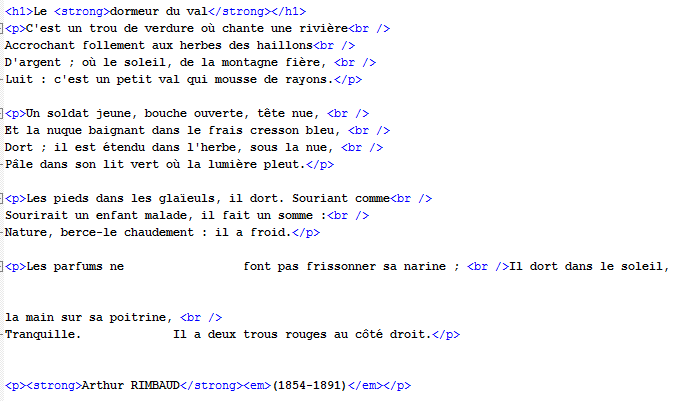 <h1>Le <strong>dormeur du val</strong></h1>
<p>C'est un trou de verdure où chante une rivière<br />
Accrochant follement aux herbes des haillons<br />
D'argent ; où le soleil, de la montagne fière, <br />
Luit : c'est un petit val qui mousse de rayons.</p>
<p>Un soldat jeune, bouche ouverte, tête nue, <br />
Et la nuque baignant dans le frais cresson bleu, <br />
Dort ; il est étendu dans l'herbe, sous la nue, <br />
Pâle dans son lit vert où la lumière pleut.</p>
<p>Les pieds dans les glaïeuls, il dort. Souriant comme<br />
Sourirait un enfant malade, il fait un somme :<br />
Nature, berce-le chaudement : il a froid.</p>
<p>Les parfums ne                 font pas frissonner sa narine ; <br />Il dort dans le soleil,
la main sur sa poitrine, <br />
Tranquille.             Il a deux trous rouges au côté droit.</p>
<p><strong>Arthur RIMBAUD</strong><em>(1854-1891)</em></p>